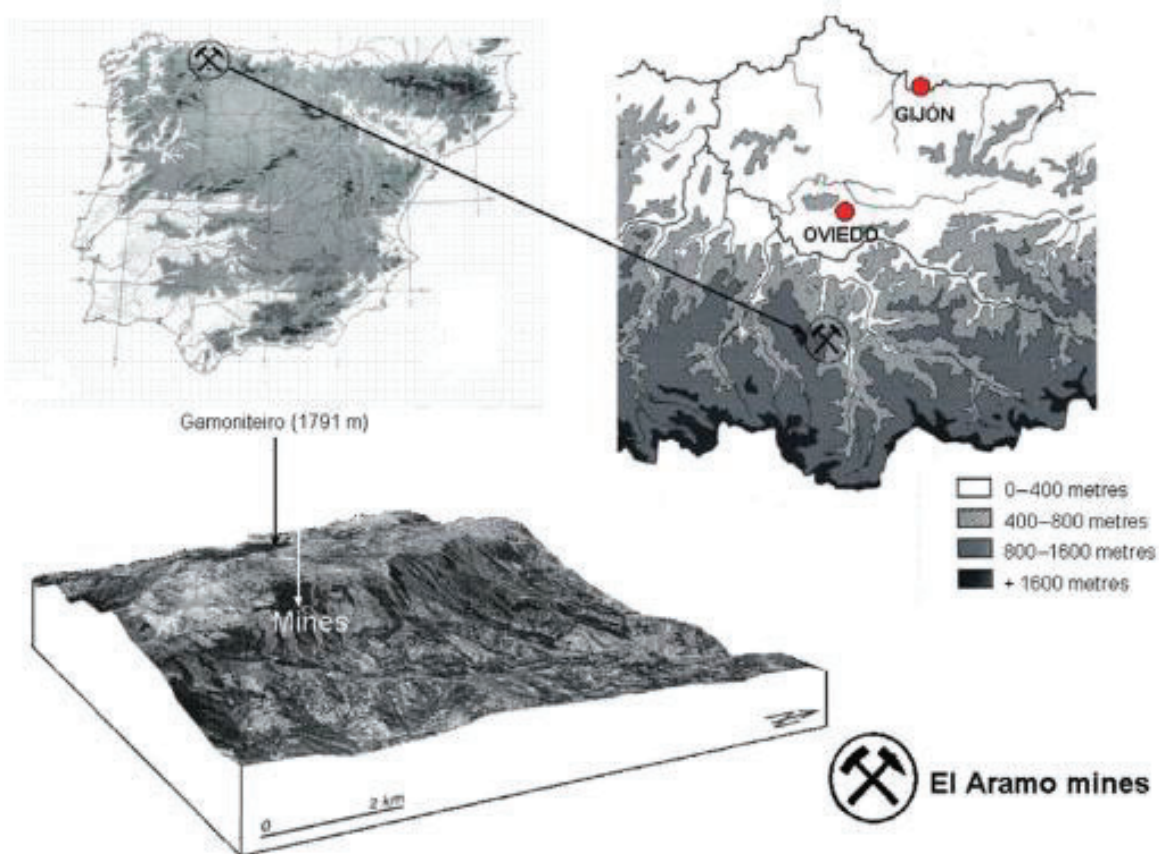 GIJÓN
OVIEDO
Gamoniteiro (1791 m)
0–400 metres
400–800 metres
800–1600 metres
+ 1600 metres
Mines
N
0
2 km
El Aramo mines